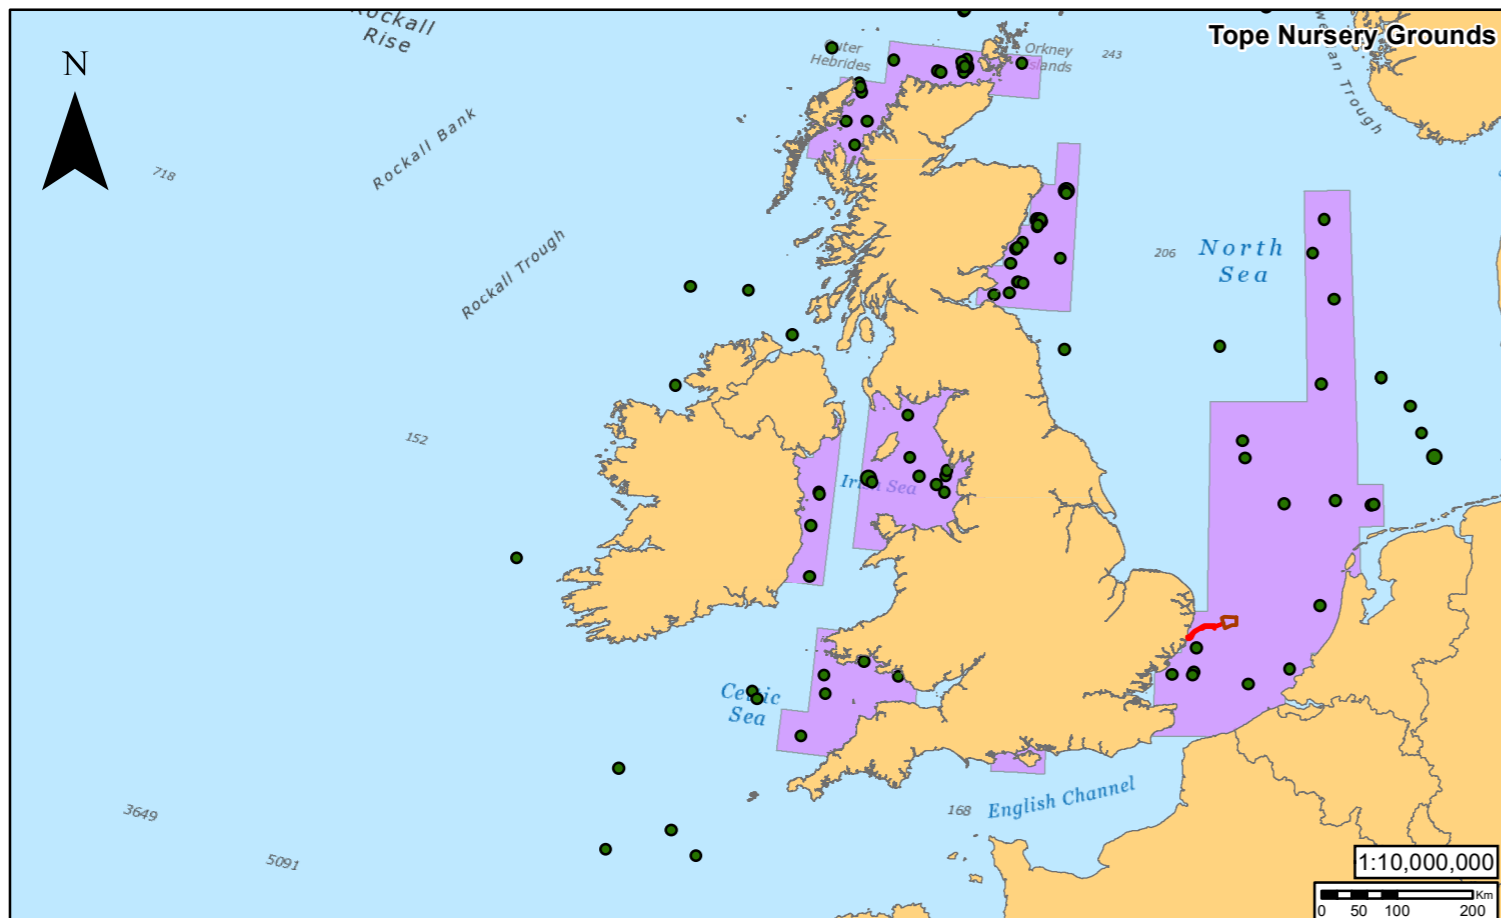 Rockall
Rise
Tope Nursery Grounds
N
Outer
Hebrides
Orkney
Islands
243
Trough
Rockall Bank
718
North
Sea
206
Rockall Trough
152
Irish Sea
Celtic
Sea
English Channel
168
3649
5091
1:10,000,000
Km
0 50 100 200